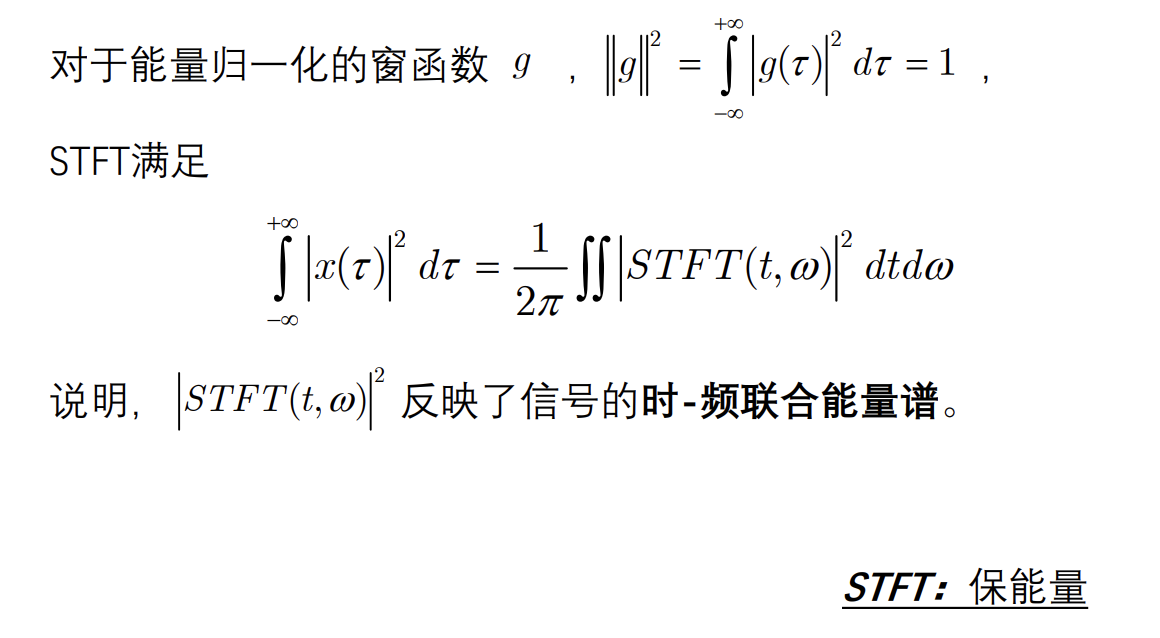 对于能量归一化的窗函数 $g$ , $\left\|g\right\|^2 = \int_{-\infty}^{+\infty} \left|g(\tau)\right|^2 d\tau = 1$ ,
STFT满足
$\int_{-\infty}^{+\infty} \left|x(\tau)\right|^2 d\tau = \frac{1}{2\pi} \iint \left|STFT(t,\omega)\right|^2 dtd\omega$
说明, $\left|STFT(t,\omega)\right|^2$ 反映了信号的时-频联合能量谱。
STFT：保能量